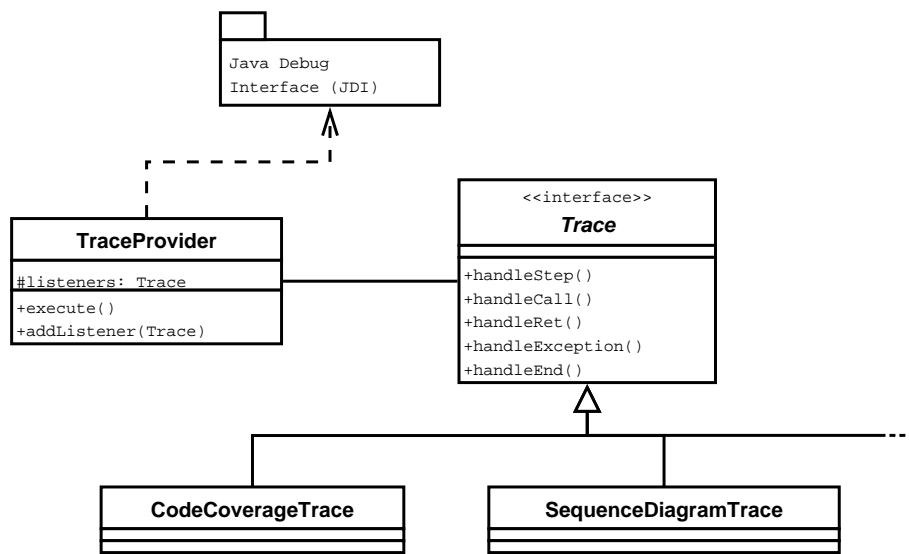 Java Debug
Interface (JDI)
<<interface>>
Trace
TraceProvider
#listeners: Trace
+execute()
+addListener(Trace)
+handleStep()
+handleCall()
+handleRet()
+handleException()
+handleEnd()
CodeCoverageTrace
SequenceDiagramTrace